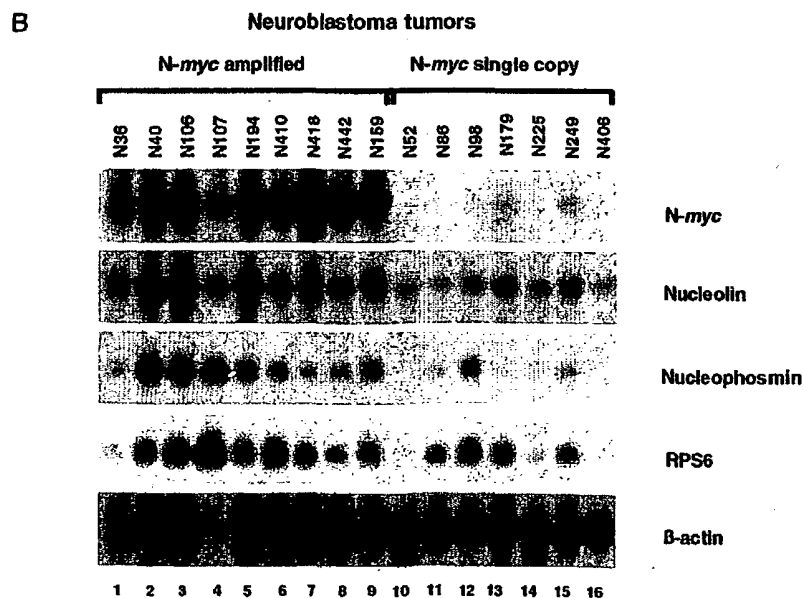 B
Neuroblastoma tumors
N-myc amplified
N-myc single copy
N36 N40 N106 N107 N194 N410 N418 N442 N159 N52 N86 N98 N179 N225 N249 N406
N-myc
Nucleolin
Nucleophosmin
RPS6
ß-actin
1 2 3 4 5 6 7 8 9 10 11 12 13 14 15 16